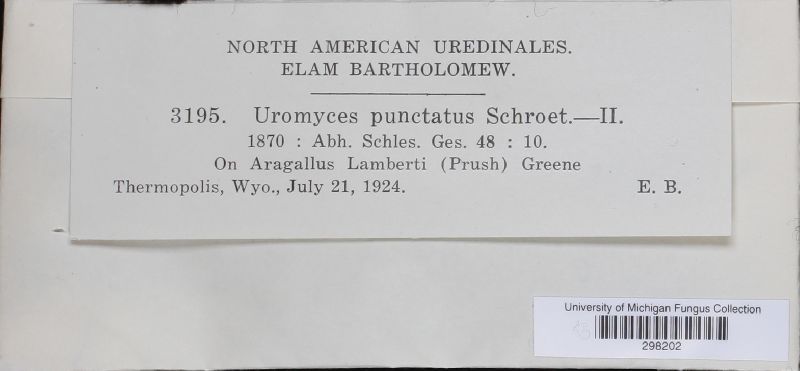 NORTH AMERICAN UREDINALES.
ELAM BARTHOLOMEW.
3195. Uromyces punctatus Schroet.—II.
1870 : Abh. Schles. Ges. 48 : 10.
On Aragallus Lamberti (Prush) Greene
Thermopolis, Wyo., July 21, 1924. E. B.
University of Michigan Fungus Collection
298202